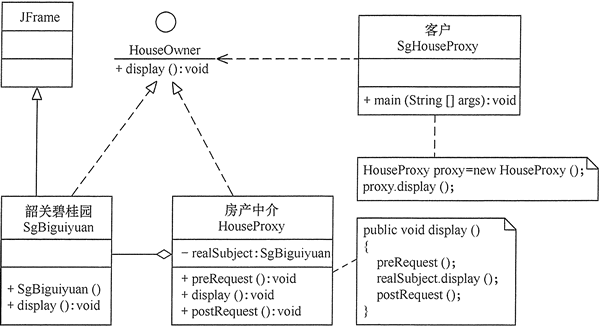 JFrame
HouseOwner
+ display ():void
客户
SgHouseProxy
+ main (String [] args):void
HouseProxy proxy=new HouseProxy ();
proxy.display ();
韶关碧桂园
SgBiguiyuan
+ SgBiguiyuan ()
+ display ():void
房产中介
HouseProxy
- realSubject:SgBiguiyuan
+ preRequest ():void
+ display ():void
+ postRequest ():void
public void display ()
{
preRequest ();
realSubject.display ();
postRequest ();
}